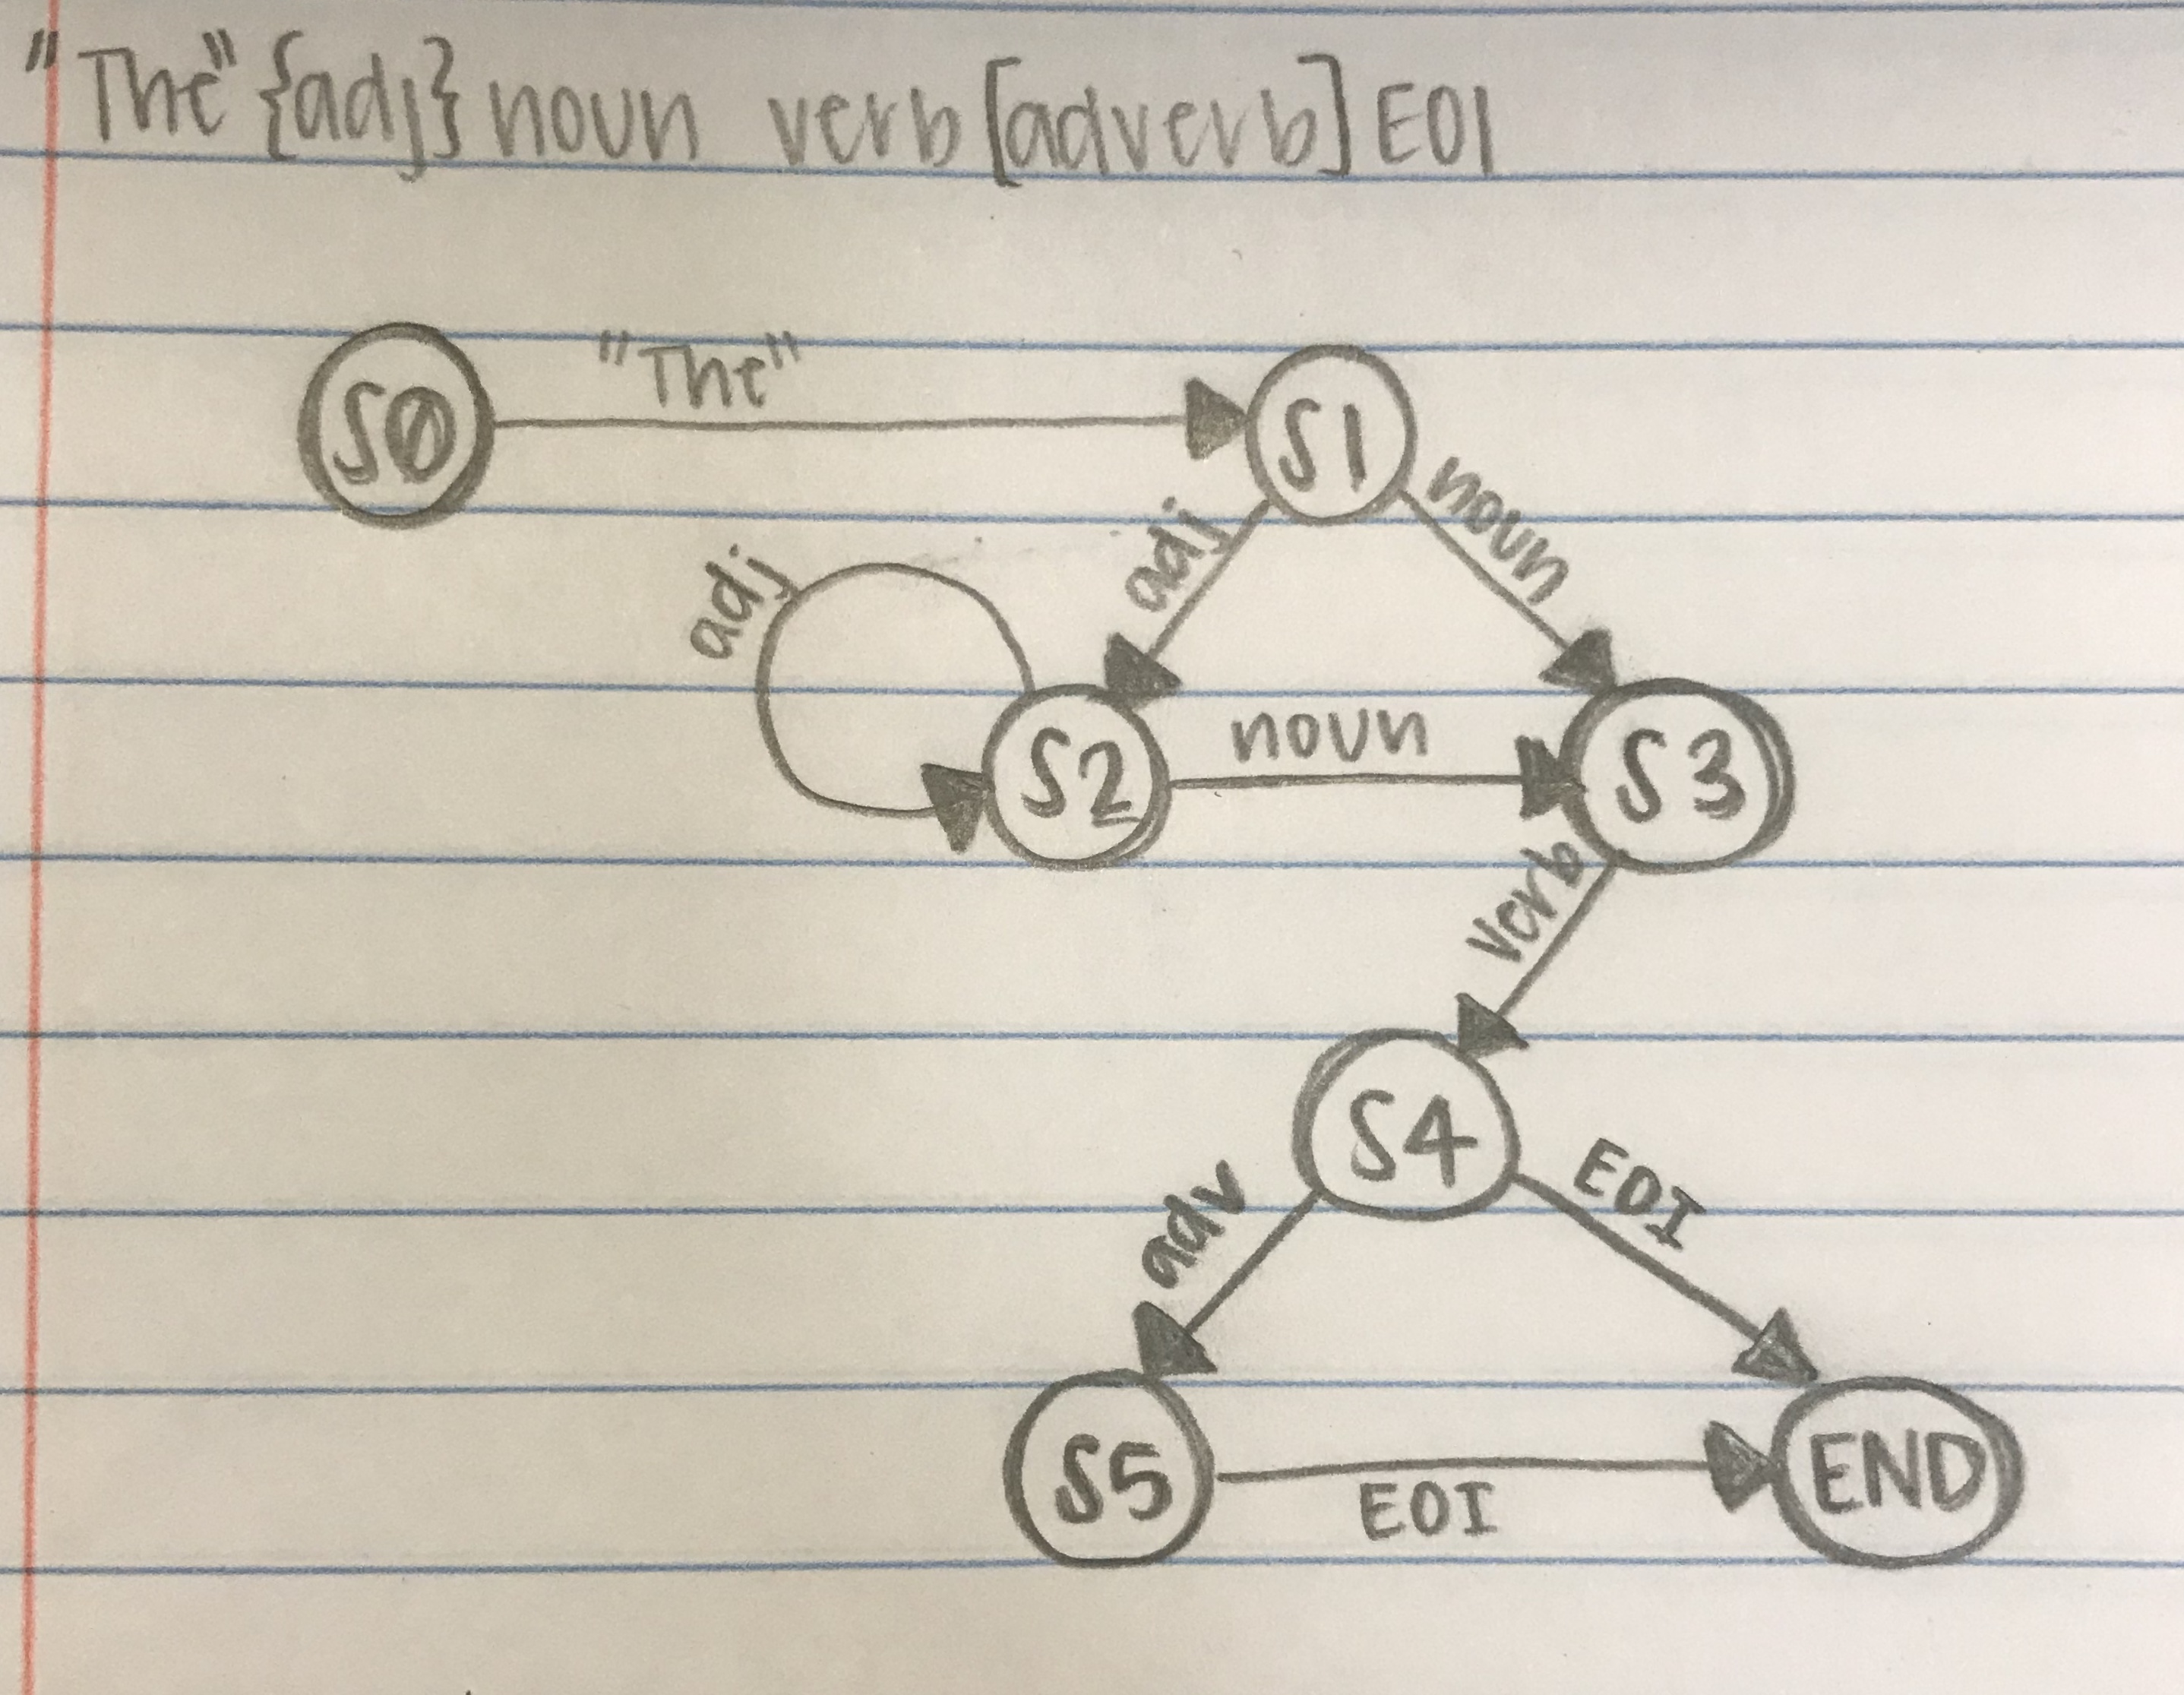 "The" {adj} noun verb [adverb] EOI
S0
"The"
S1
adj
noun
adj
S2
noun
S3
verb
S4
adv
EOI
S5
EOI
END